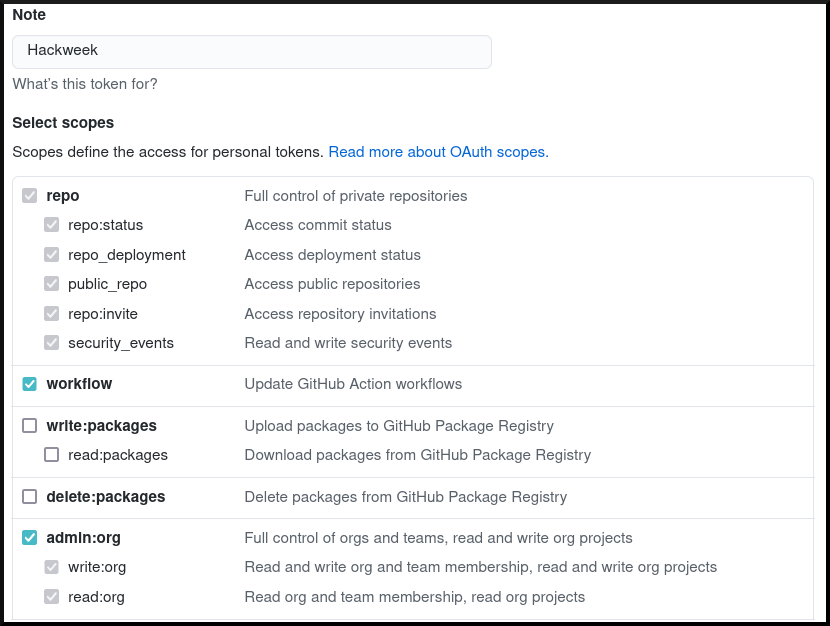 Note
Hackweek
What's this token for?
Select scopes
Scopes define the access for personal tokens. Read more about OAuth scopes.
repo Full control of private repositories
repo:status Access commit status
repo_deployment Access deployment status
public_repo Access public repositories
repo:invite Access repository invitations
security_events Read and write security events
workflow Update GitHub Action workflows
write:packages Upload packages to GitHub Package Registry
read:packages Download packages from GitHub Package Registry
delete:packages Delete packages from GitHub Package Registry
admin:org Full control of orgs and teams, read and write org projects
write:org Read and write org and team membership, read and write org projects
read:org Read org and team membership, read org projects